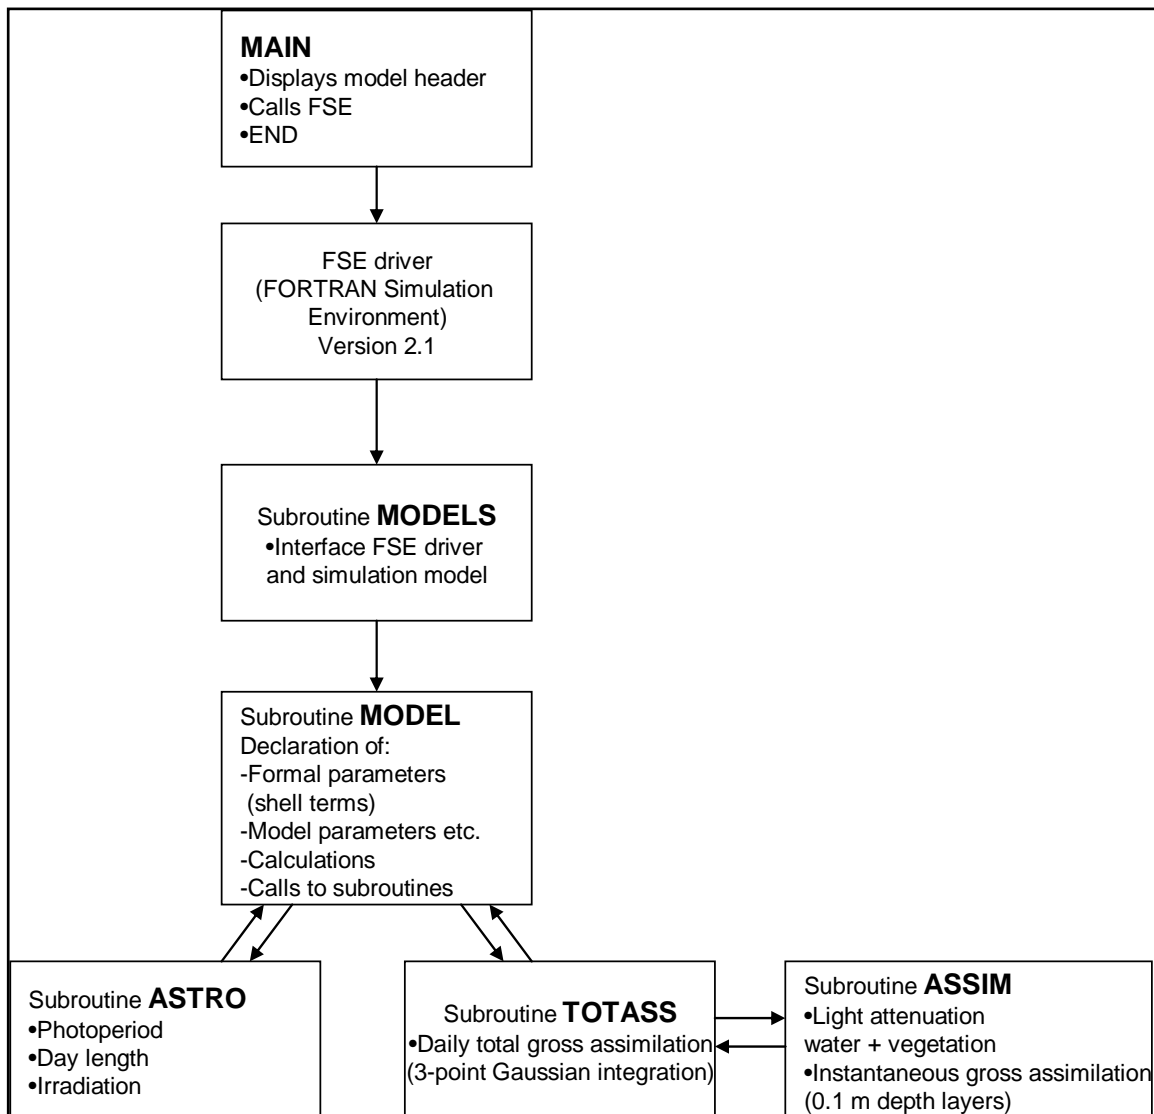 MAIN
•Displays model header
•Calls FSE
•END
FSE driver
(FORTRAN Simulation
Environment)
Version 2.1
Subroutine MODELS
•Interface FSE driver
and simulation model
Subroutine MODEL
Declaration of:
-Formal parameters
(shell terms)
-Model parameters etc.
-Calculations
-Calls to subroutines
Subroutine ASTRO
•Photoperiod
•Day length
•Irradiation
Subroutine TOTASS
•Daily total gross assimilation
(3-point Gaussian integration)
Subroutine ASSIM
•Light attenuation
water + vegetation
•Instantaneous gross assimilation
(0.1 m depth layers)